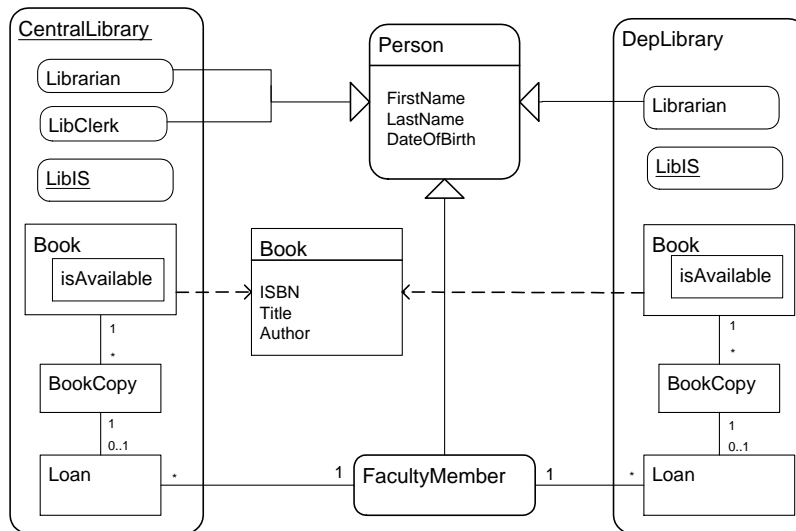 CentralLibrary
Librarian
LibClerk
LibIS
Book
isAvailable
1
*
BookCopy
1
0..1
Loan
*
Person
FirstName
LastName
DateOfBirth
Book
ISBN
Title
Author
1
FacultyMember
1
DepLibrary
Librarian
LibIS
Book
isAvailable
1
*
BookCopy
1
0..1
*
Loan